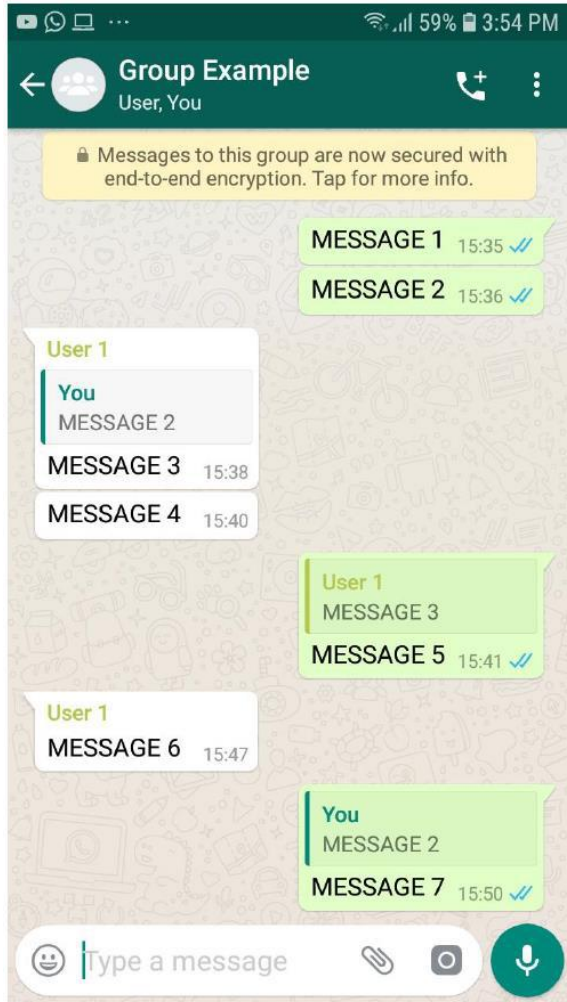 59% 3:54 PM
Group Example
User, You
Messages to this group are now secured with
end-to-end encryption. Tap for more info.
MESSAGE 1 15:35
MESSAGE 2 15:36
User 1
You
MESSAGE 2
MESSAGE 3 15:38
MESSAGE 4 15:40
User 1
MESSAGE 3
MESSAGE 5 15:41
User 1
MESSAGE 6 15:47
You
MESSAGE 2
MESSAGE 7 15:50
Type a message